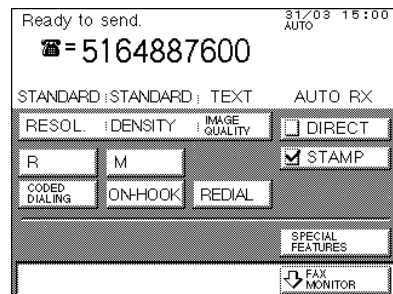 Ready to send. 31/03 15:00
AUTO
☎=5164887600
STANDARD STANDARD TEXT AUTO RX
RESOL. DENSITY IMAGE QUALITY DIRECT
R M STAMP
CODED DIALING ON-HOOK REDIAL
SPECIAL FEATURES
FAX MONITOR